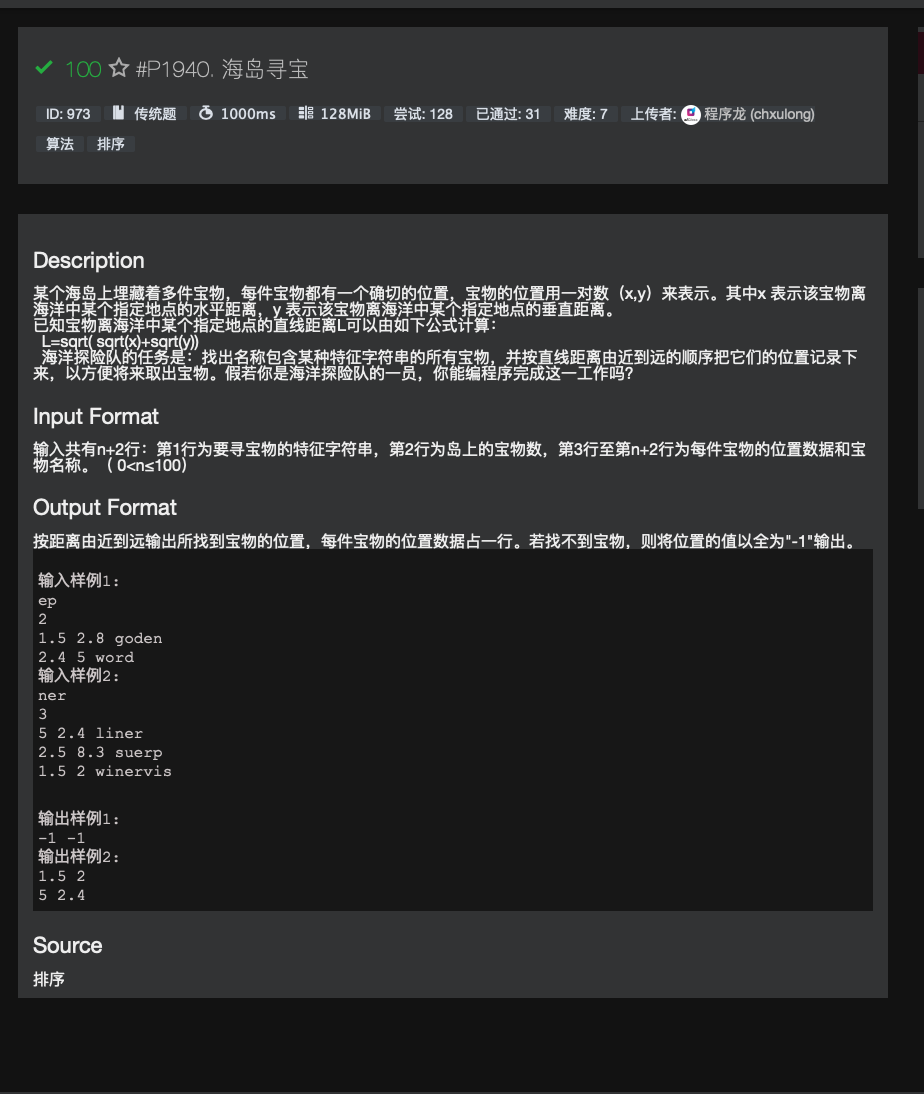 100 #P1940. 海岛寻宝
ID: 973 传统题 1000ms 128MiB 尝试: 128 已通过: 31 难度: 7 上传者: 程序龙 (chxulong)
算法 排序
Description
某个海岛上埋藏着多件宝物，每件宝物都有一个确切的位置，宝物的位置用一对数（x,y）来表示。其中x 表示该宝物离
海洋中某个指定地点的水平距离，y 表示该宝物离海洋中某个指定地点的垂直距离。
已知宝物离海洋中某个指定地点的直线距离L可以由如下公式计算：
L=sqrt( sqrt(x)+sqrt(y))
海洋探险队的任务是：找出名称包含某种特征字符串的所有宝物，并按直线距离由近到远的顺序把它们的位置记录下
来，以方便将来取出宝物。假若你是海洋探险队的一员，你能编程序完成这一工作吗？
Input Format
输入共有n+2行：第1行为要寻宝物的特征字符串，第2行为岛上的宝物数，第3行至第n+2行为每件宝物的位置数据和宝
物名称。（ 0<n≤100）
Output Format
按距离由近到远输出所找到宝物的位置，每件宝物的位置数据占一行。若找不到宝物，则将位置的值以全为"-1"输出。
输入样例1:
ep
2
1.5 2.8 goden
2.4 5 word
输入样例2:
ner
3
5 2.4 liner
2.5 8.3 suerp
1.5 2 winervis
输出样例1:
-1 -1
输出样例2:
1.5 2
5 2.4
Source
排序